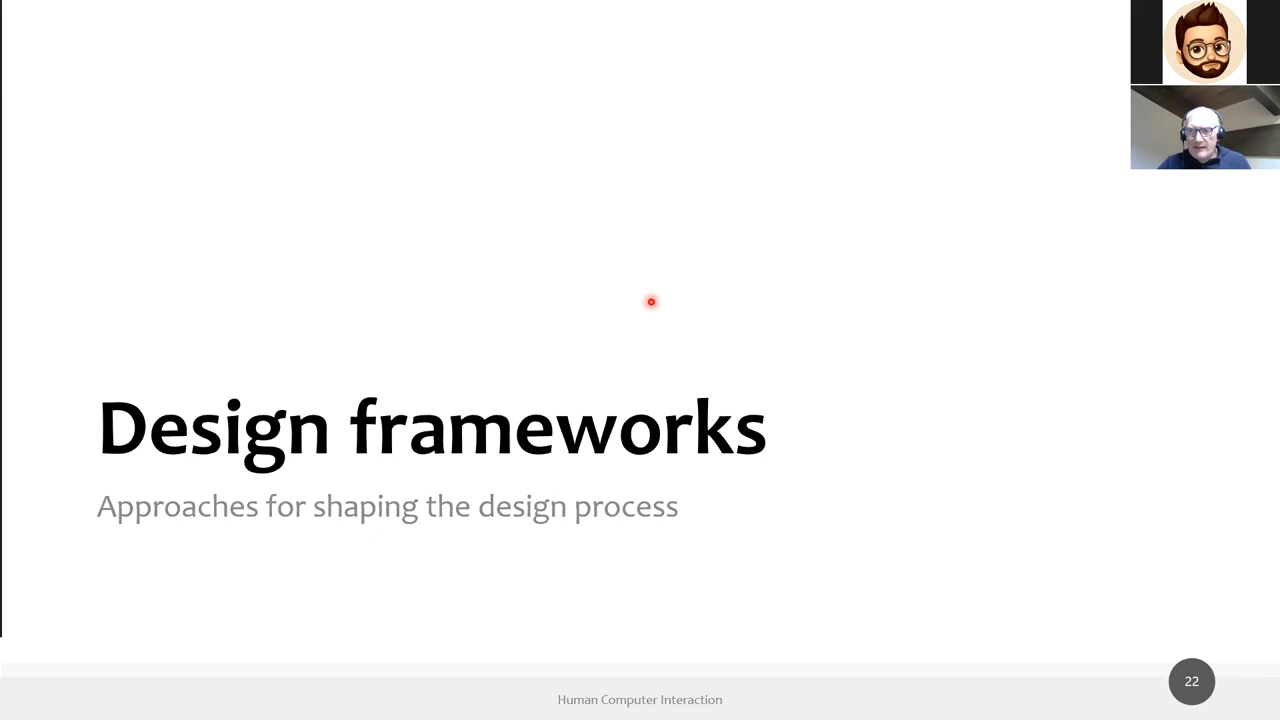 Design frameworks
Approaches for shaping the design process
Human Computer Interaction
22